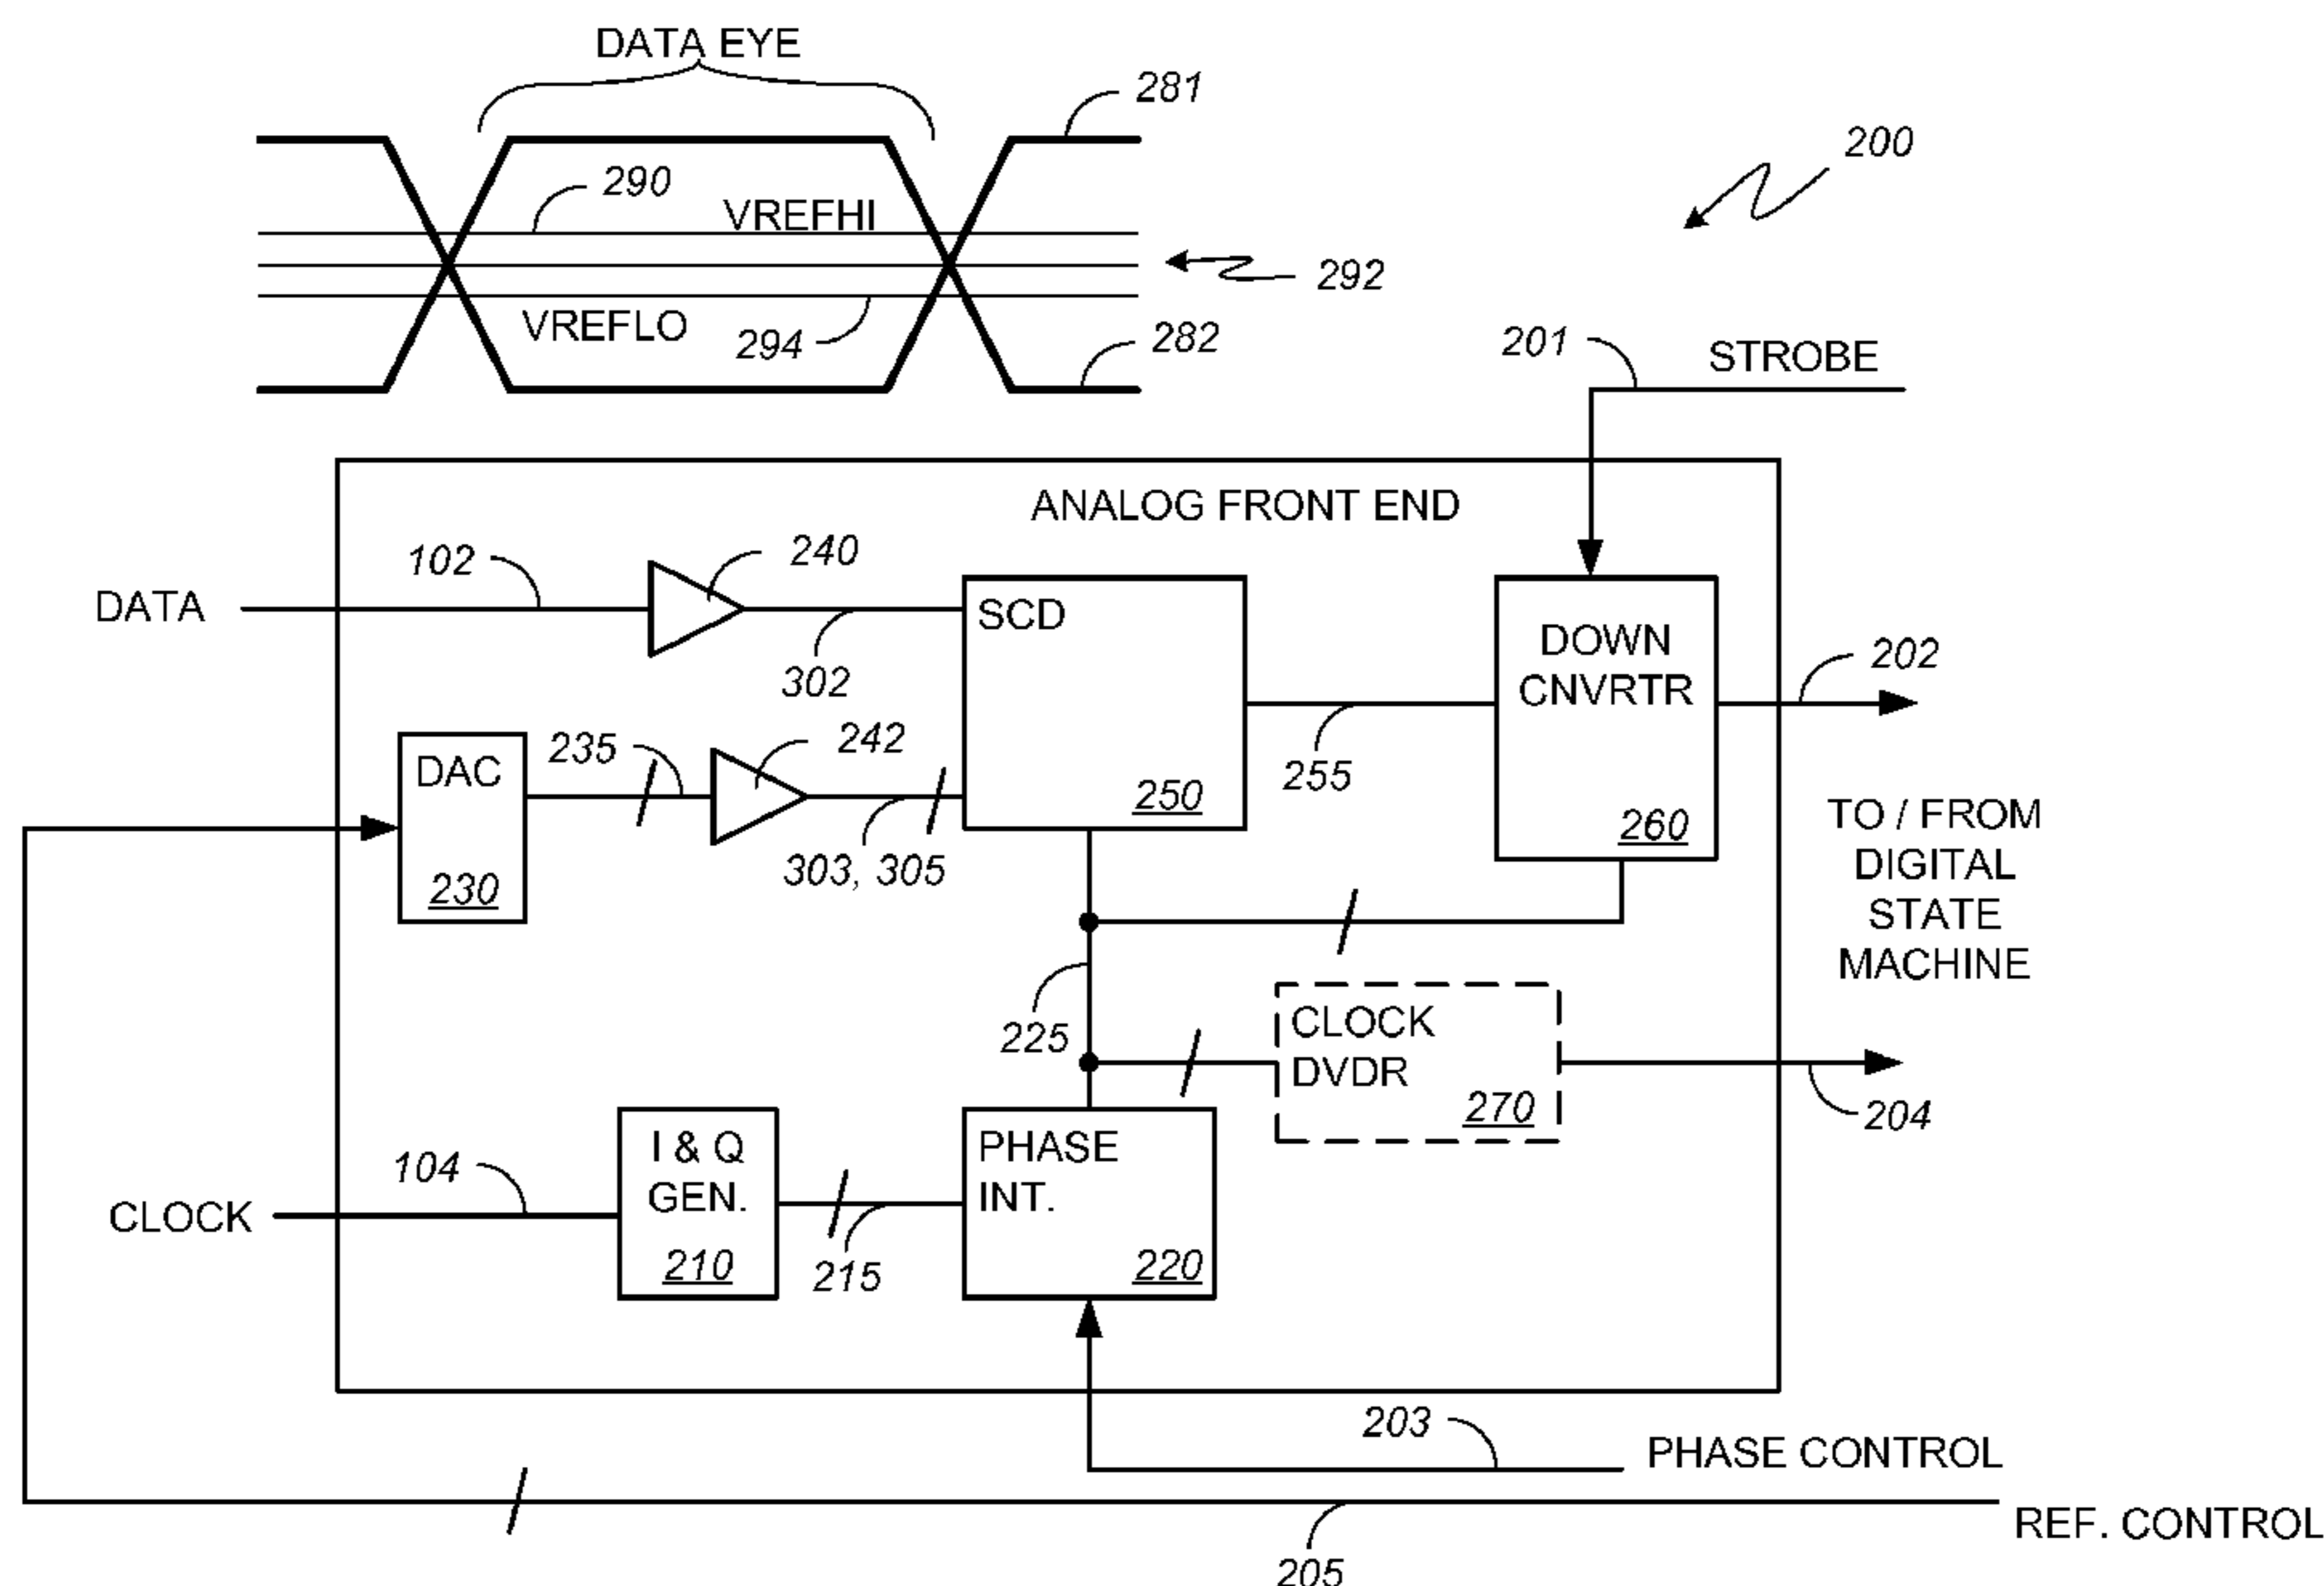 DATA EYE
281
200
290
VREFHI
292
VREFLO
294
282
201
STROBE
ANALOG FRONT END
102
240
DATA
302
SCD
250
DOWN
CNVRTR
260
202
235
242
255
DAC
230
303, 305
TO / FROM
DIGITAL
STATE
MACHINE
225
CLOCK
DVDR
270
204
CLOCK
104
I & Q
GEN.
210
215
PHASE
INT.
220
203
PHASE CONTROL
REF. CONTROL
205